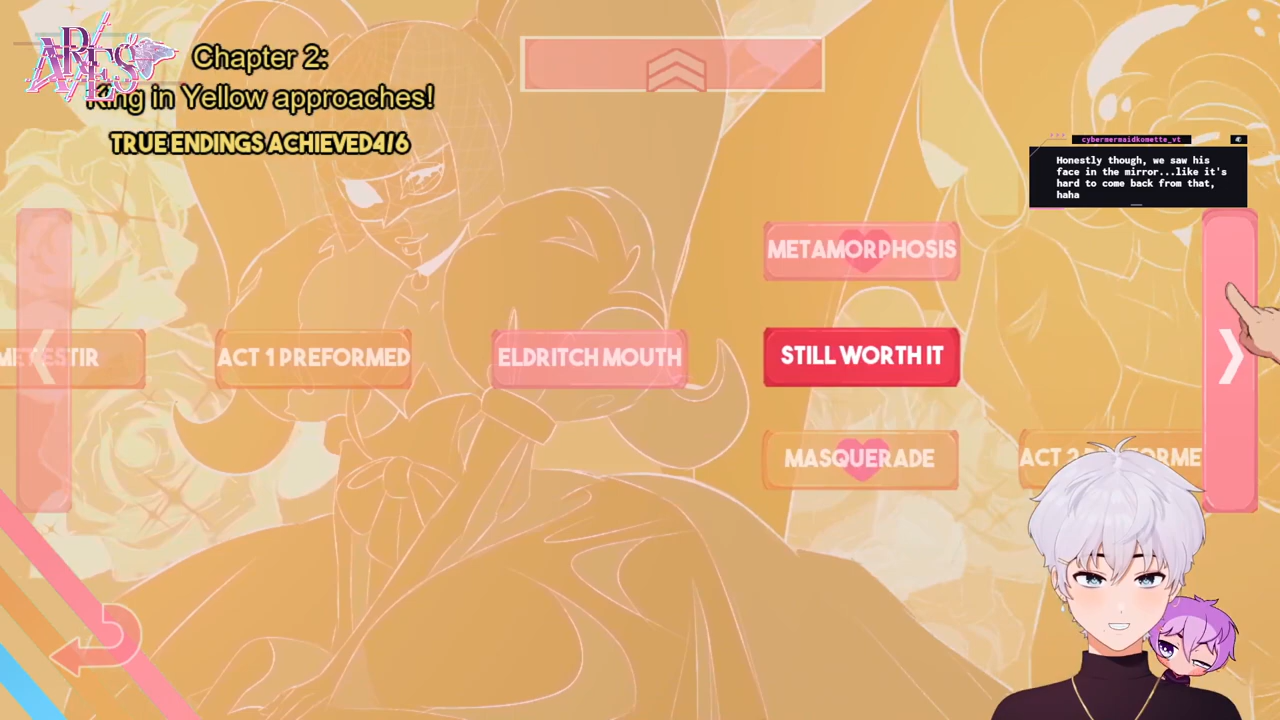 ARES
Chapter 2:
King in Yellow approaches!
TRUE ENDINGS ACHIEVED4/6
cybermermaidkomette_vt
Honestly though, we saw his
face in the mirror...like it's
hard to come back from that,
haha
METAMORPHOSIS
ACT 1 PREFORMED
ELDRITCH MOUTH
STILL WORTH IT
MASQUERADE